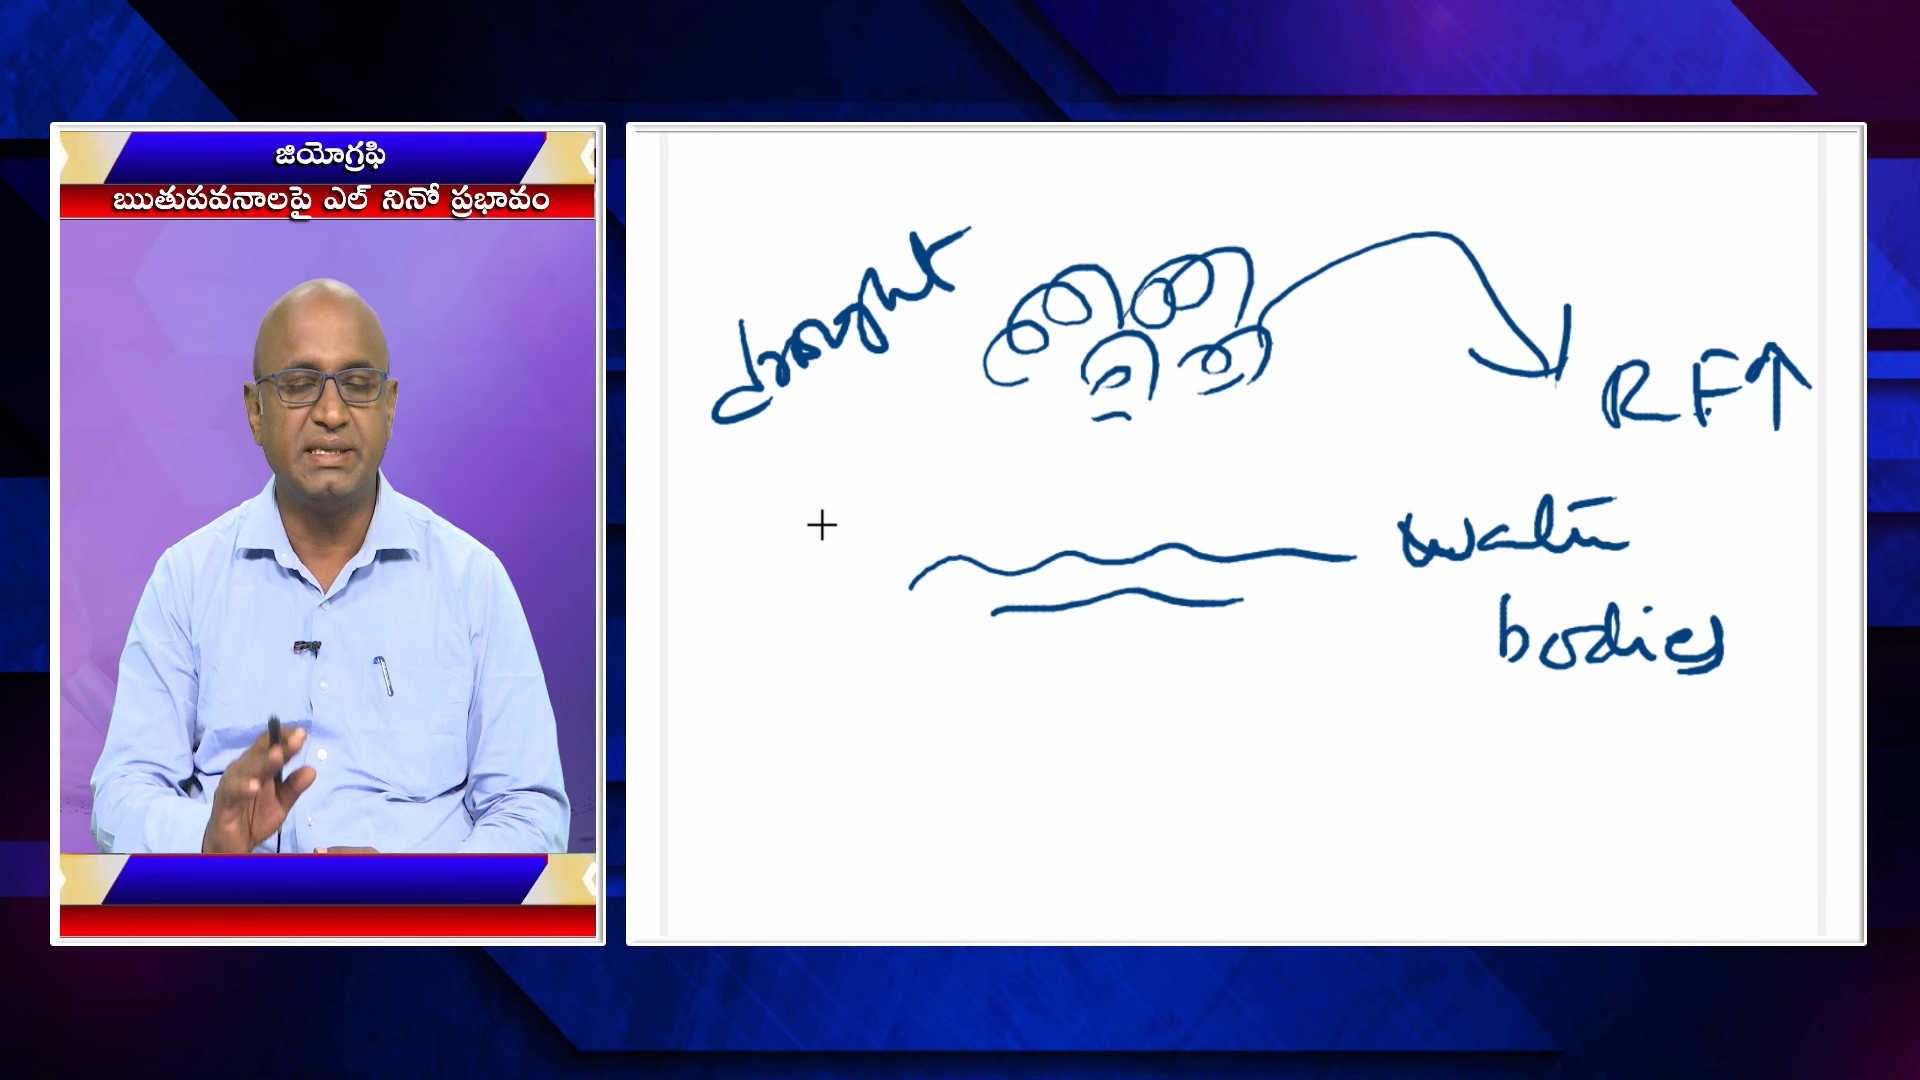 జియోగ్రఫి
ఋతుపవనాలపై ఎల్ నినో ప్రభావం
drought
RF↑
water
bodies